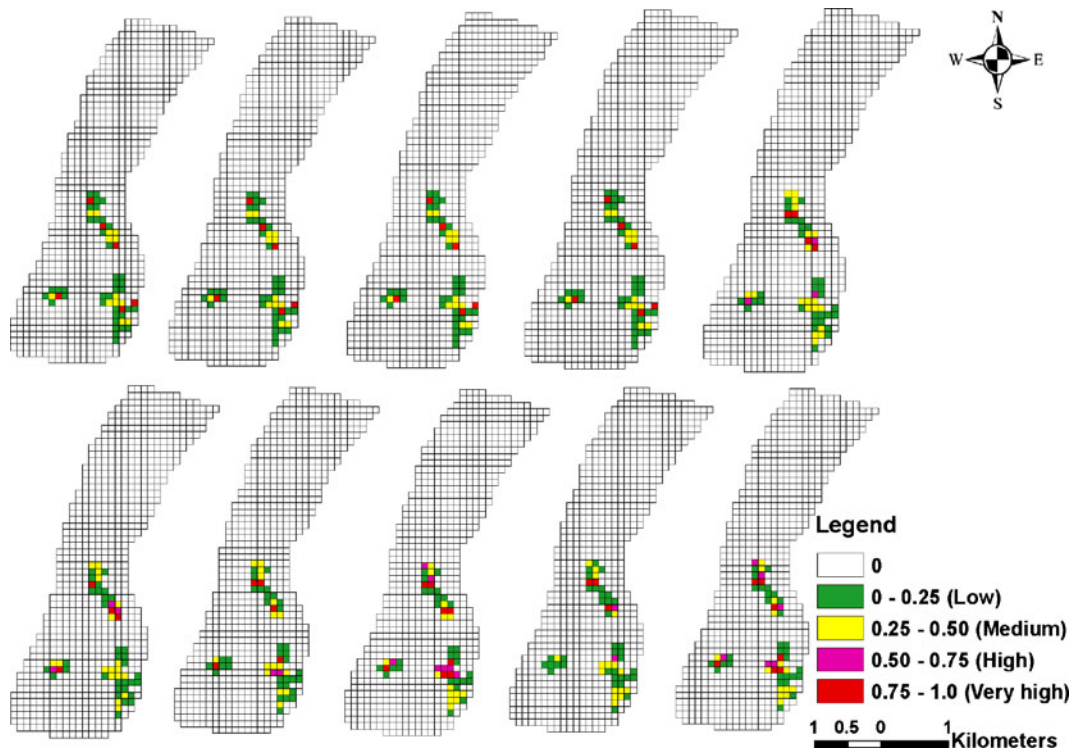 N
W E
S
Legend
0
0 - 0.25 (Low)
0.25 - 0.50 (Medium)
0.50 - 0.75 (High)
0.75 - 1.0 (Very high)
1 0.5 0 1
Kilometers